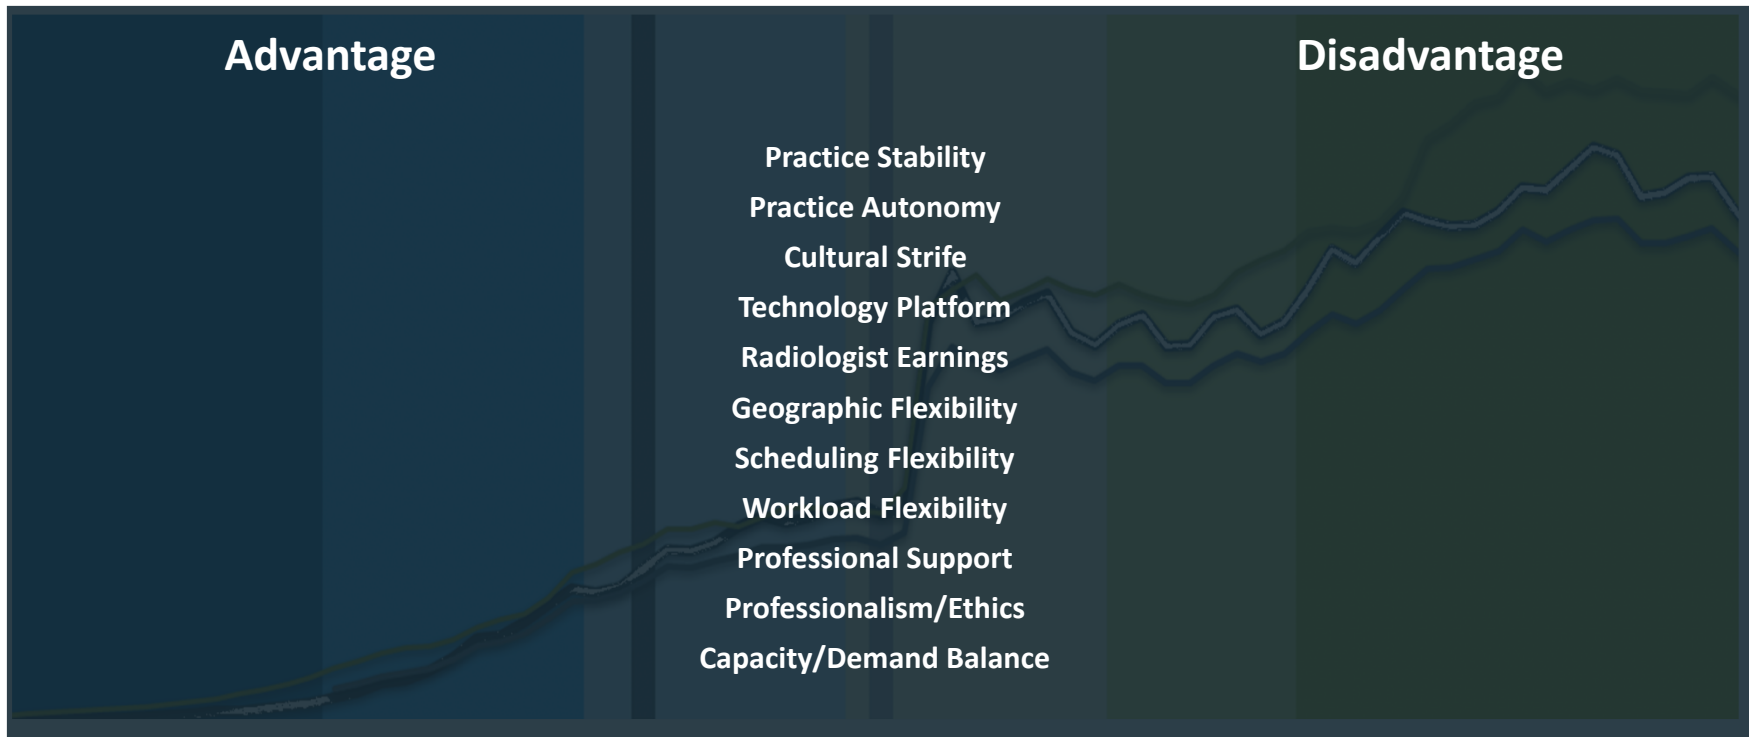 Advantage
Disadvantage
Practice Stability
Practice Autonomy
Cultural Strife
Technology Platform
Radiologist Earnings
Geographic Flexibility
Scheduling Flexibility
Workload Flexibility
Professional Support
Professionalism/Ethics
Capacity/Demand Balance